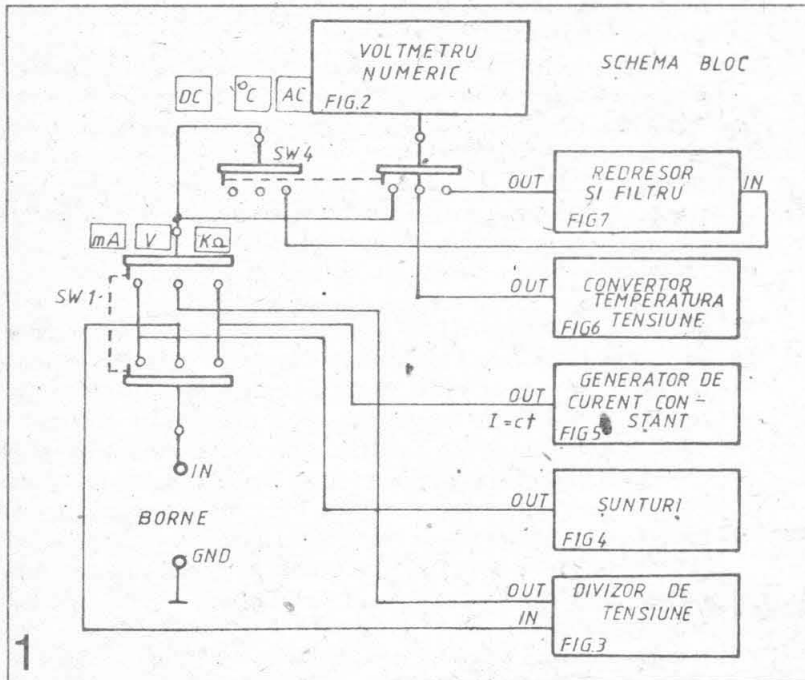 VOLTMETRU
NUMERIC
FIG.2
SCHEMA BLOC
DC
°C
AC
SW4
OUT
REDRESOR
SI FILTRU
FIG7
IN
mA
V
KΩ
SW1
OUT
CONVERTOR
TEMPERATURA
TENSIUNE
FIG6
OUT
I=ct
GENERATOR DE
CURENT CON-
STANT
FIG5
IN
BORNE
GND
OUT
ŞUNTURI
FIG4
OUT
IN
DIVIZOR DE
TENSIUNE
FIG.3
1